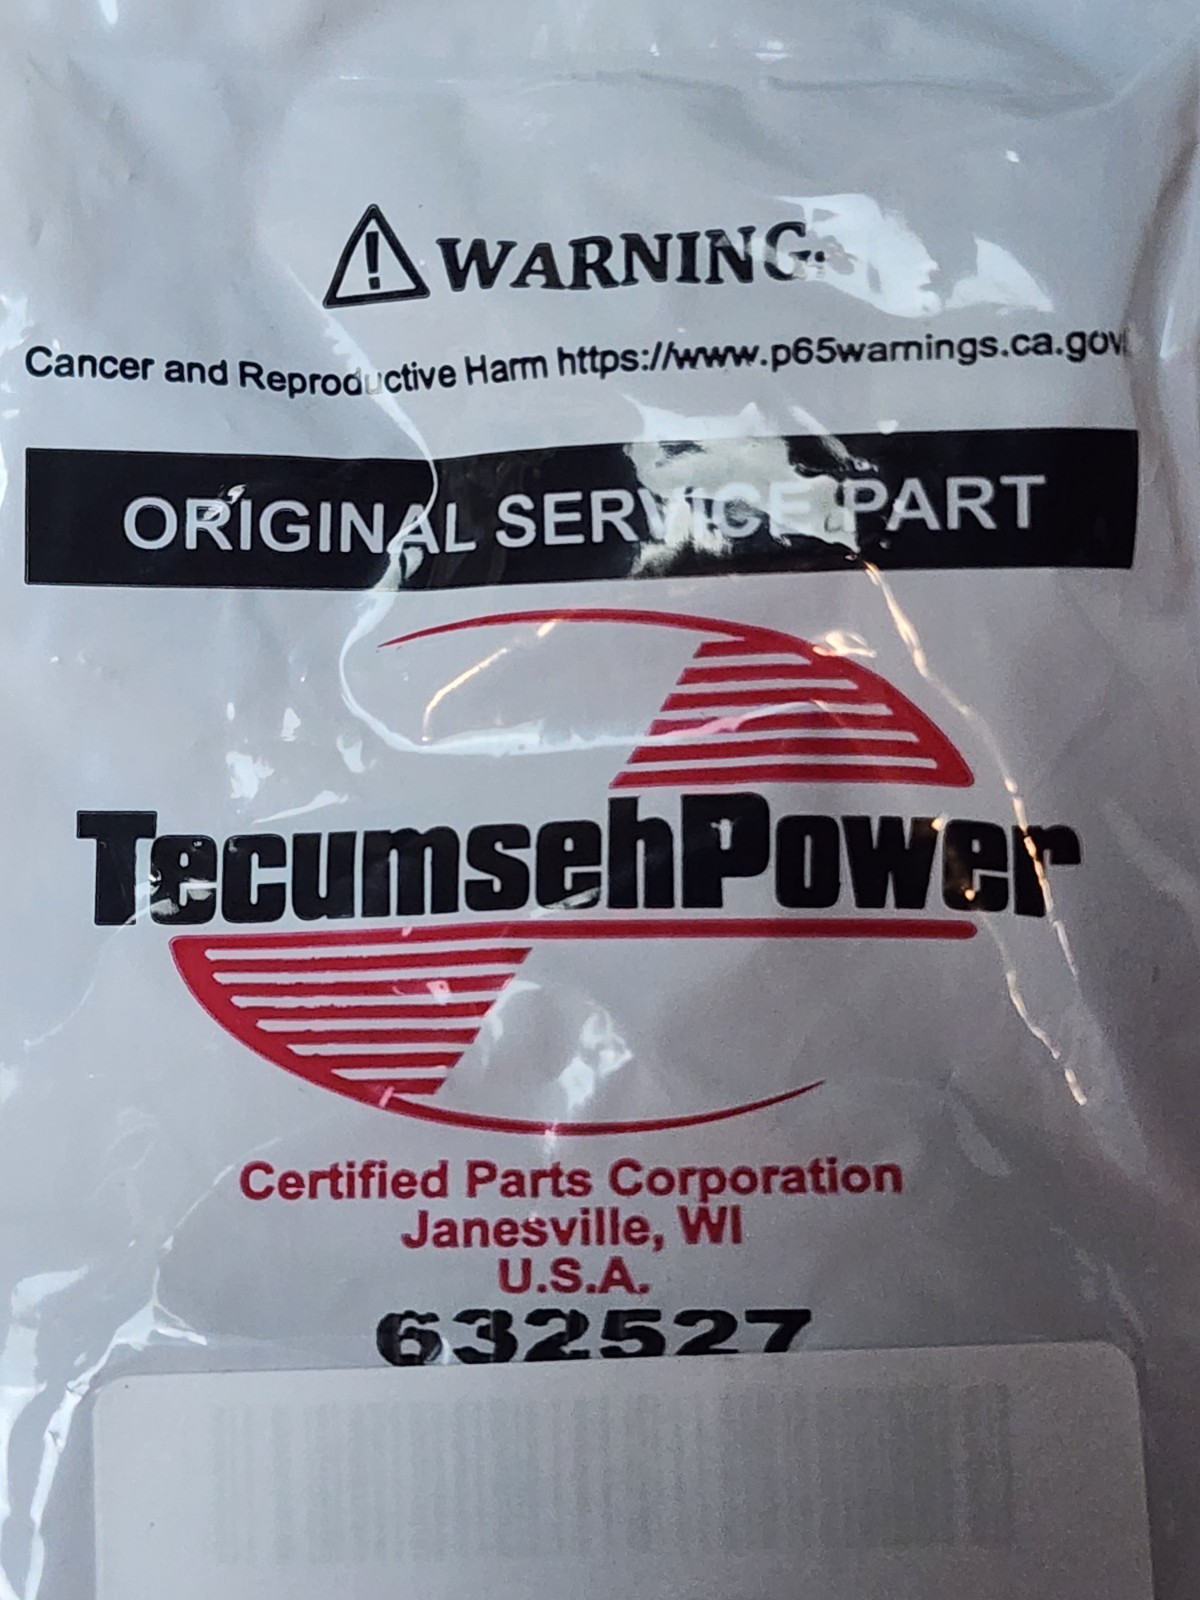 WARNING:
Cancer and Reproductive Harm https://www.p65warnings.ca.gov
ORIGINAL SERVICE PART
TecumsehPower
Certified Parts Corporation
Janesville, WI
U.S.A.
632527